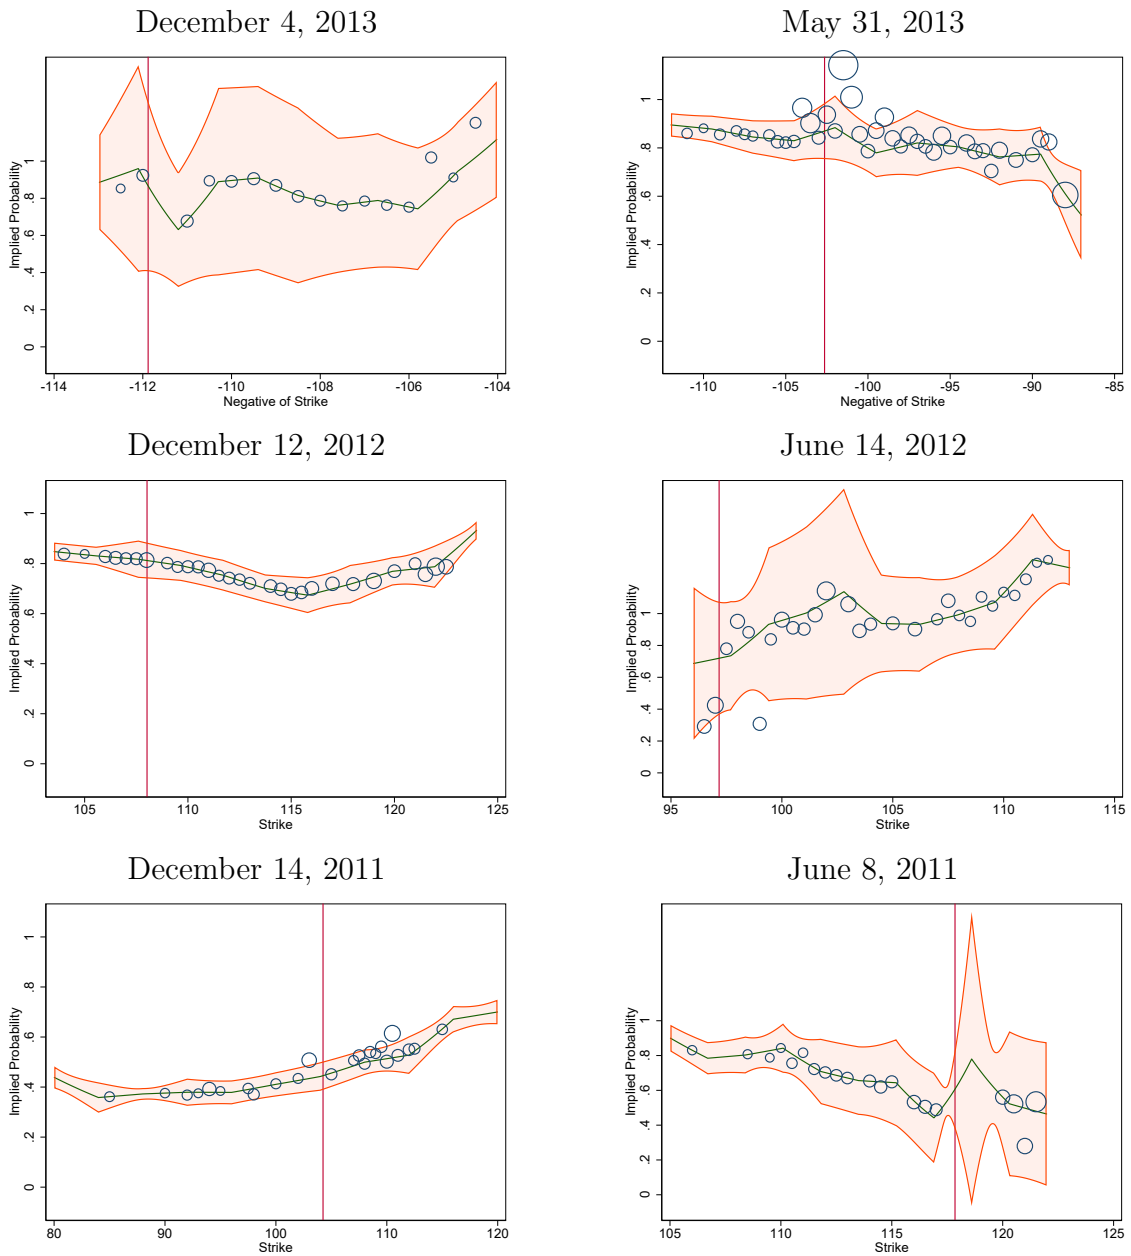 December 4, 2013
Implied Probability
0 .2 .4 .6 .8 1
-114 -112 -110 -108 -106 -104
Negative of Strike
May 31, 2013
Implied Probability
0 .2 .4 .6 .8 1
-110 -105 -100 -95 -90 -85
Negative of Strike
December 12, 2012
Implied Probability
0 .2 .4 .6 .8 1
105 110 115 120 125
Strike
June 14, 2012
Implied Probability
0 .2 .4 .6 .8 1
95 100 105 110 115
Strike
December 14, 2011
Implied Probability
0 .2 .4 .6 .8 1
80 90 100 110 120
Strike
June 8, 2011
Implied Probability
0 .2 .4 .6 .8 1
105 110 115 120 125
Strike